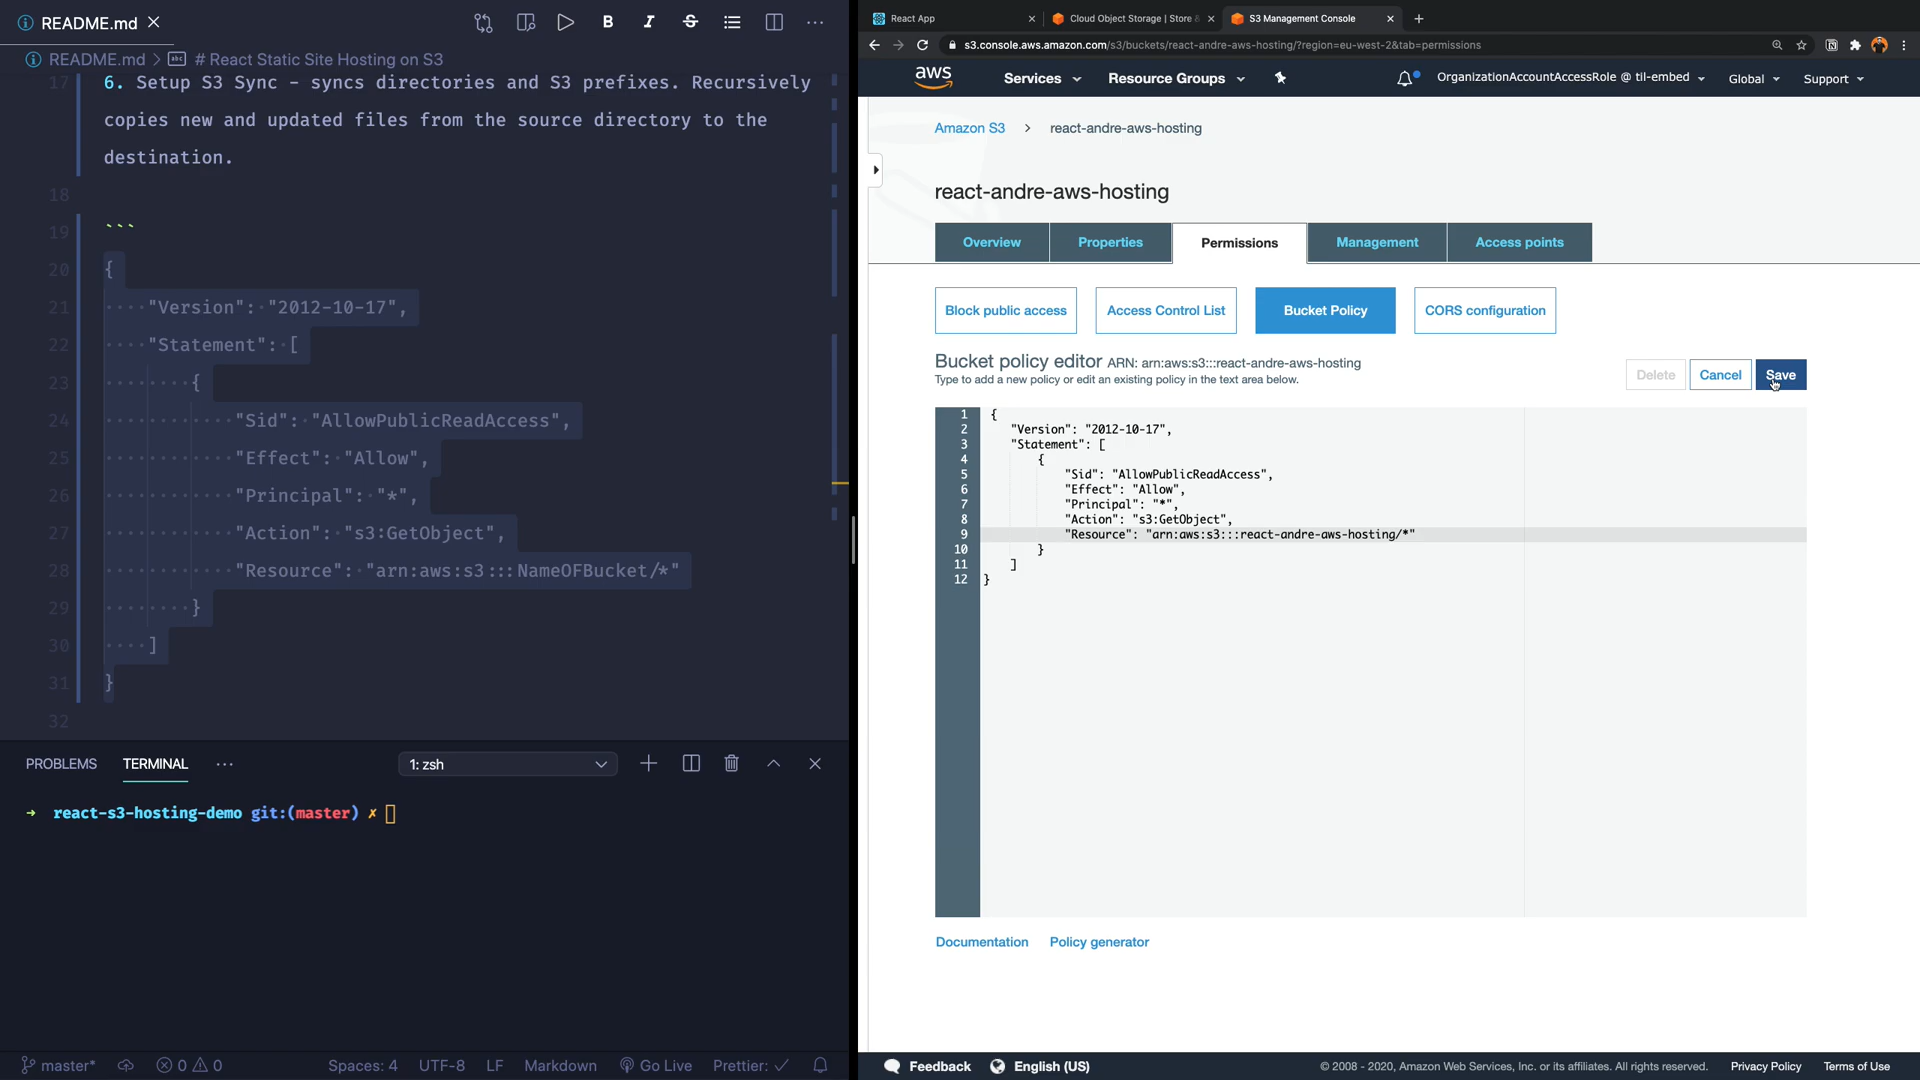 README.md
README.md > # React Static Site Hosting on S3
17 6. Setup S3 Sync - syncs directories and S3 prefixes. Recursively
copies new and updated files from the source directory to the
destination.
18
19 ```
20 {
21 "Version": "2012-10-17",
22 "Statement": [
23 {
24 "Sid": "AllowPublicReadAccess",
25 "Effect": "Allow",
26 "Principal": "*",
27 "Action": "s3:GetObject",
28 "Resource": "arn:aws:s3:::NameOFBucket/*"
29 }
30 ]
31 }
32
PROBLEMS TERMINAL ··· 1: zsh
→ react-s3-hosting-demo git:(master) ✗
master* 0 0 Spaces: 4 UTF-8 LF Markdown Go Live Prettier: ✓
React App Cloud Object Storage | Store & S3 Management Console
s3.console.aws.amazon.com/s3/buckets/react-andre-aws-hosting/?region=eu-west-2&tab=permissions
aws Services Resource Groups OrganizationAccountAccessRole @ til-embed Global Support
Amazon S3 > react-andre-aws-hosting
react-andre-aws-hosting
Overview Properties Permissions Management Access points
Block public access Access Control List Bucket Policy CORS configuration
Bucket policy editor ARN: arn:aws:s3:::react-andre-aws-hosting
Type to add a new policy or edit an existing policy in the text area below.
Delete Cancel Save
1 {
2 "Version": "2012-10-17",
3 "Statement": [
4 {
5 "Sid": "AllowPublicReadAccess",
6 "Effect": "Allow",
7 "Principal": "*",
8 "Action": "s3:GetObject",
9 "Resource": "arn:aws:s3:::react-andre-aws-hosting/*"
10 }
11 ]
12 }
Documentation Policy generator
Feedback English (US) © 2008 - 2020, Amazon Web Services, Inc. or its affiliates. All rights reserved. Privacy Policy Terms of Use